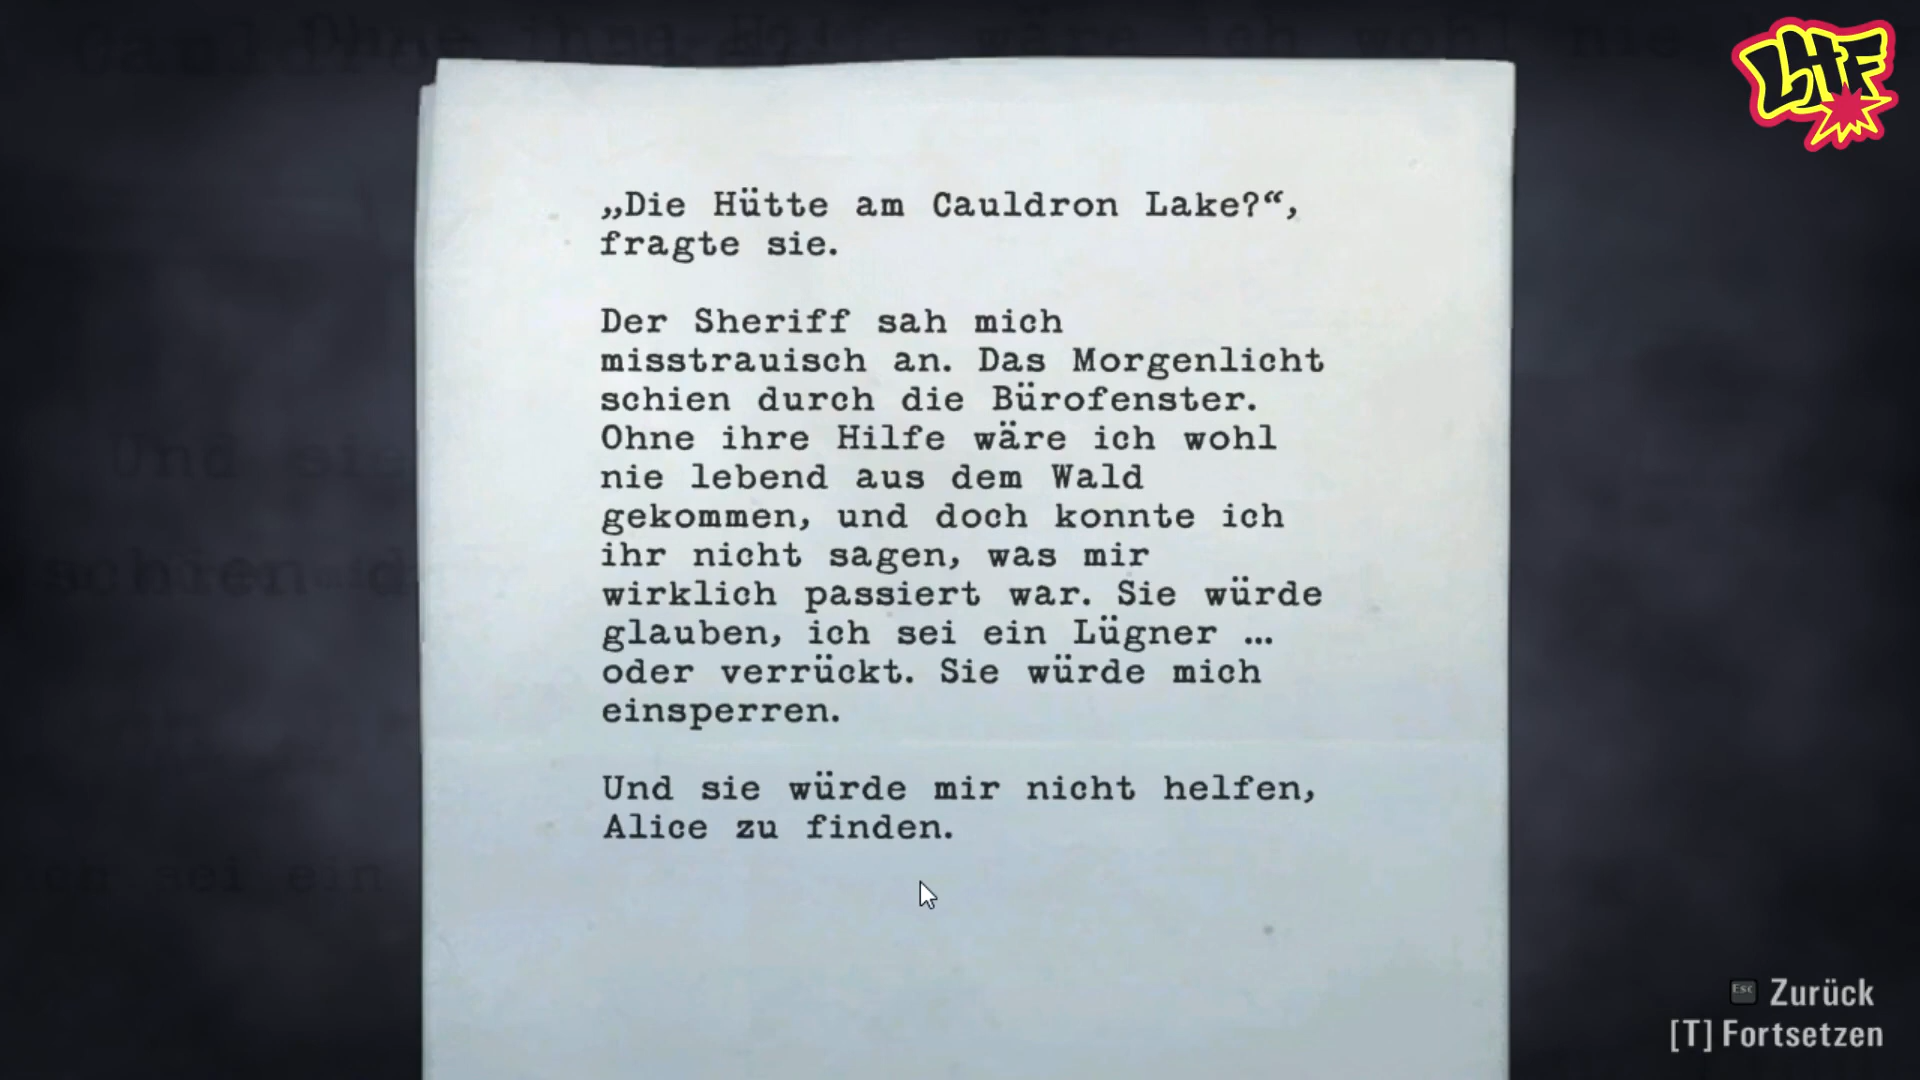 LHF
„Die Hütte am Cauldron Lake?“,
fragte sie.
Der Sheriff sah mich
misstrauisch an. Das Morgenlicht
schien durch die Bürofenster.
Ohne ihre Hilfe wäre ich wohl
nie lebend aus dem Wald
gekommen, und doch konnte ich
ihr nicht sagen, was mir
wirklich passiert war. Sie würde
glauben, ich sei ein Lügner …
oder verrückt. Sie würde mich
einsperren.
Und sie würde mir nicht helfen,
Alice zu finden.
Esc Zurück
[T] Fortsetzen